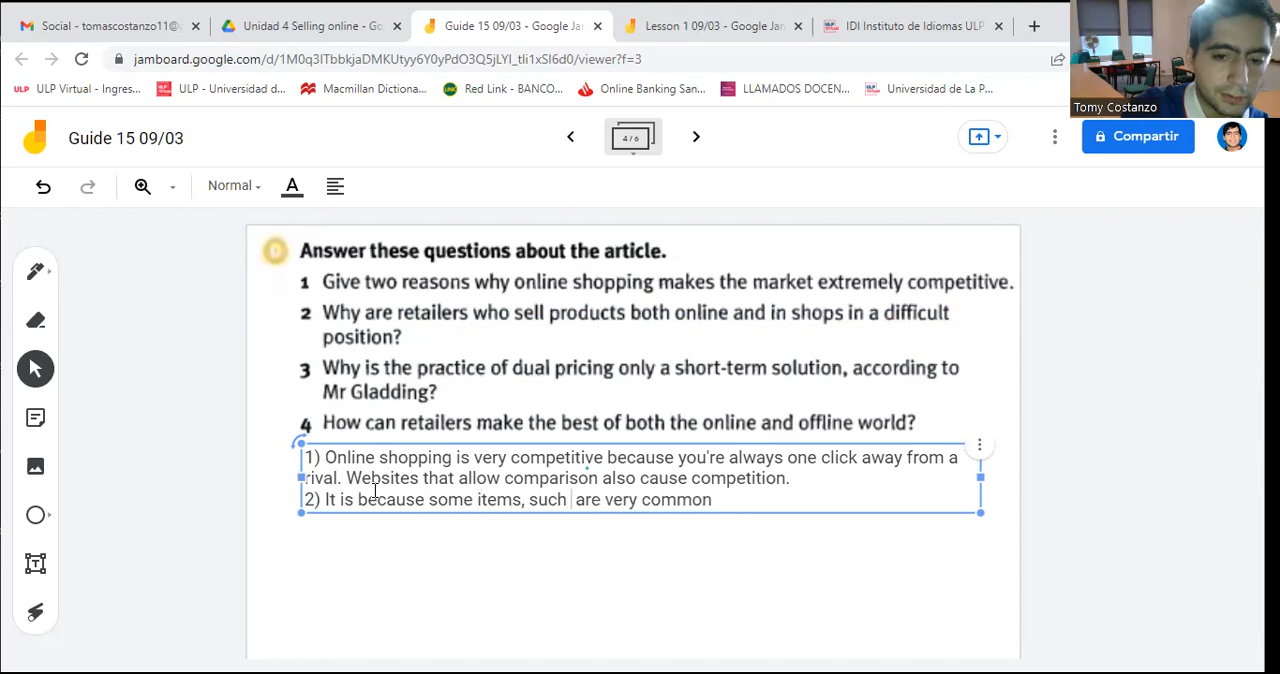 Social - tomascostanzo11@
Unidad 4 Selling online - Go
Guide 15 09/03 - Google Jan
Lesson 1 09/03 - Google Jam
IDI Instituto de Idiomas ULP
jamboard.google.com/d/1M0q3ITbbkjaDMKUtyy6Y0yPdO3Q5jLYI_tIi1xSI6d0/viewer?f=3
ULP Virtual - Ingres...
ULP - Universidad d...
Macmillan Dictiona...
Red Link - BANCO...
Online Banking San...
LLAMADOS DOCEN...
Universidad de La P...
Tomy Costanzo
Guide 15 09/03
4 / 6
Compartir
Normal
A
Answer these questions about the article.
1 Give two reasons why online shopping makes the market extremely competitive.
2 Why are retailers who sell products both online and in shops in a difficult
position?
3 Why is the practice of dual pricing only a short-term solution, according to
Mr Gladding?
4 How can retailers make the best of both the online and offline world?
1) Online shopping is very competitive because you're always one click away from a
rival. Websites that allow comparison also cause competition.
2) It is because some items, such are very common